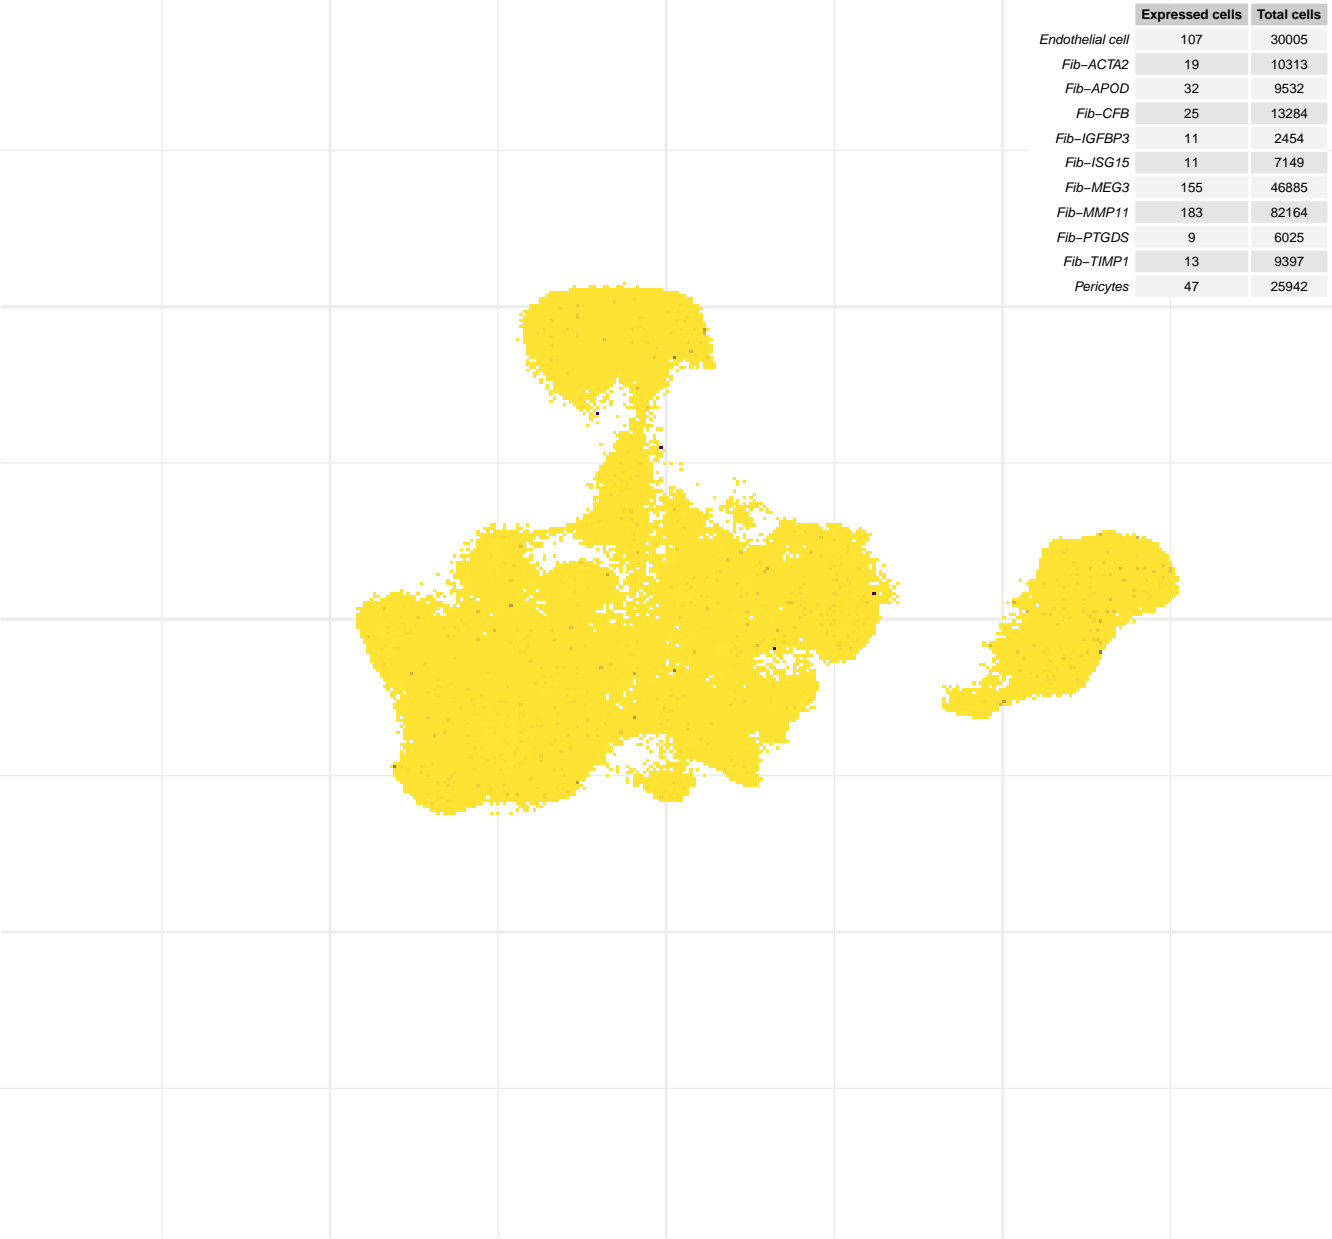 Expressed cells Total cells
Endothelial cell 107 30005
Fib−ACTA2 19 10313
Fib−APOD 32 9532
Fib−CFB 25 13284
Fib−IGFBP3 11 2454
Fib−ISG15 11 7149
Fib−MEG3 155 46885
Fib−MMP11 183 82164
Fib−PTGDS 9 6025
Fib−TIMP1 13 9397
Pericytes 47 25942